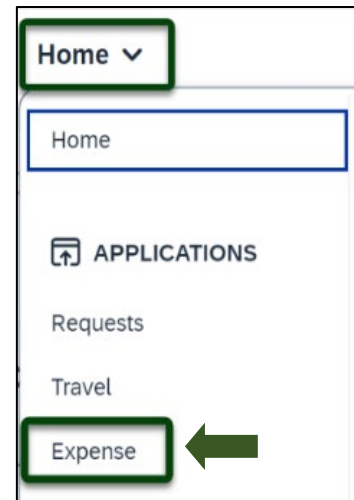 Home
Home
APPLICATIONS
Requests
Travel
Expense